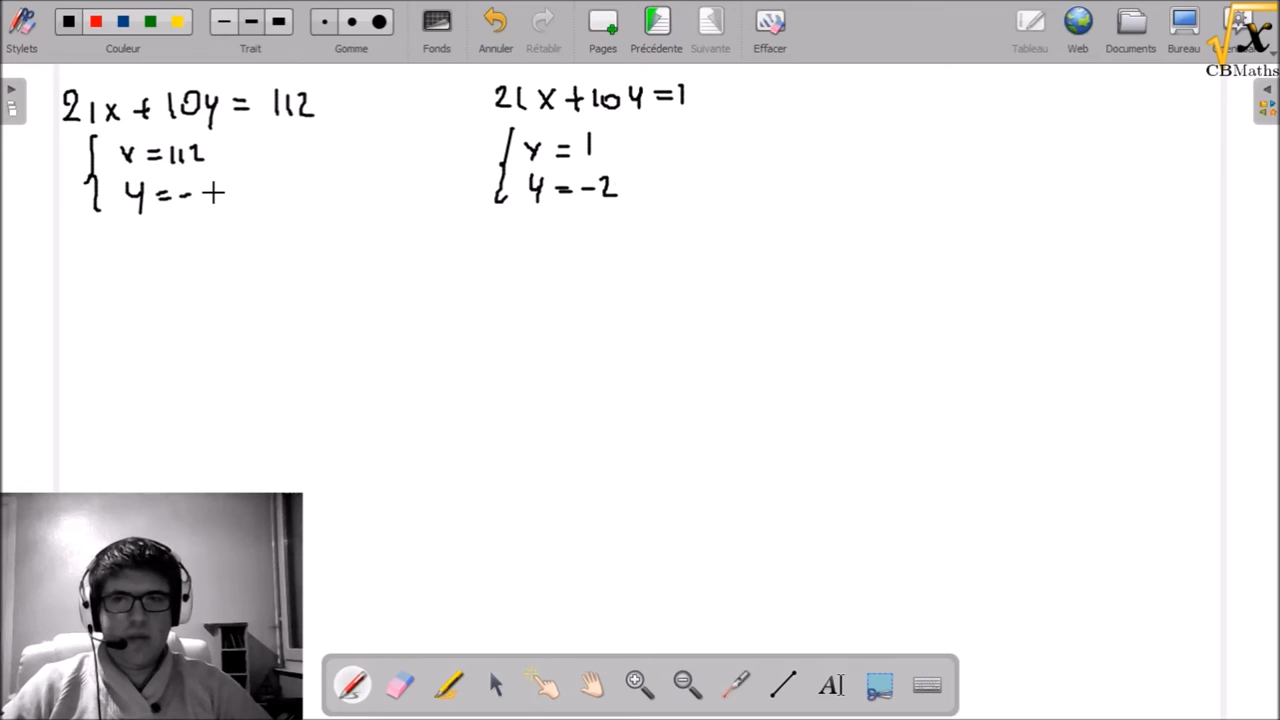 Stylets Couleur Trait Gomme Fonds Annuler Rétablir Pages Précédente Suivante Effacer Tableau Web Documents Bureau
√x
CBMaths
21x + 10y = 112
x = 112
y = -
21x + 10y = 1
x = 1
y = -2